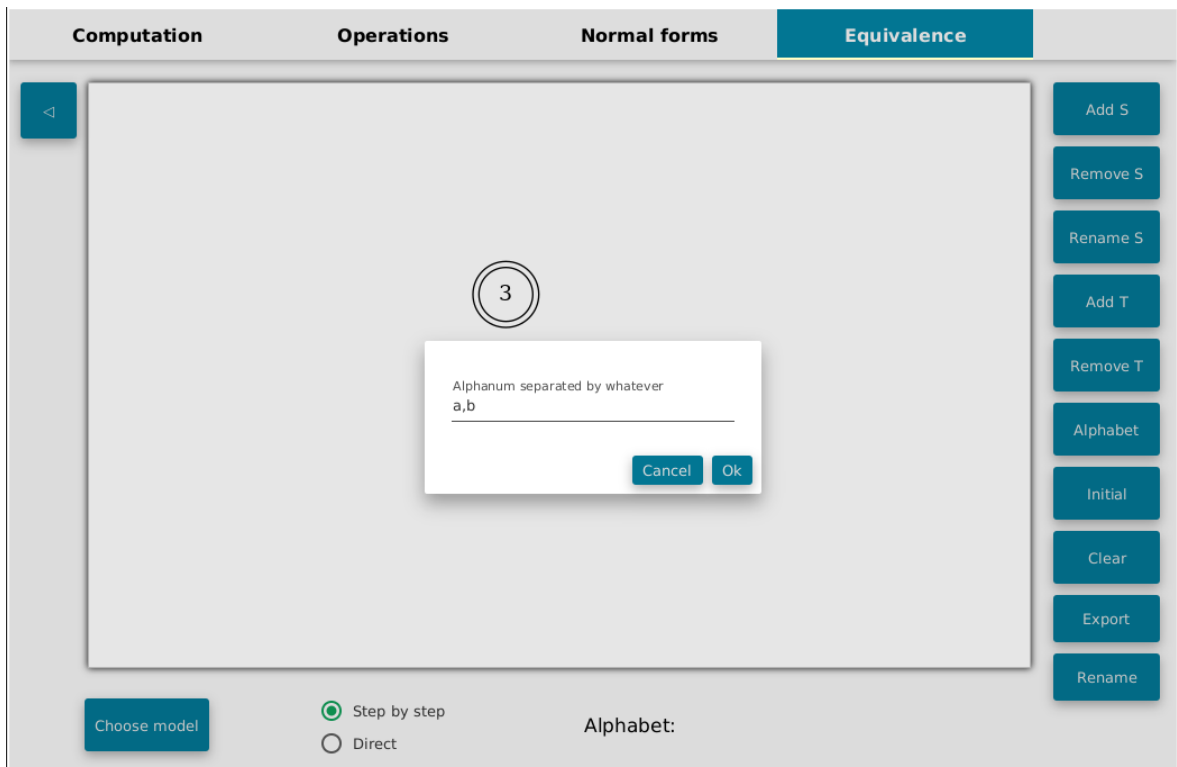 Computation Operations Normal forms Equivalence
◁
Add S
Remove S
Rename S
3
Add T
Alphanum separated by whatever
a,b
Remove T
Alphabet
Cancel Ok
Initial
Clear
Export
Rename
Choose model
Step by step
Direct
Alphabet: